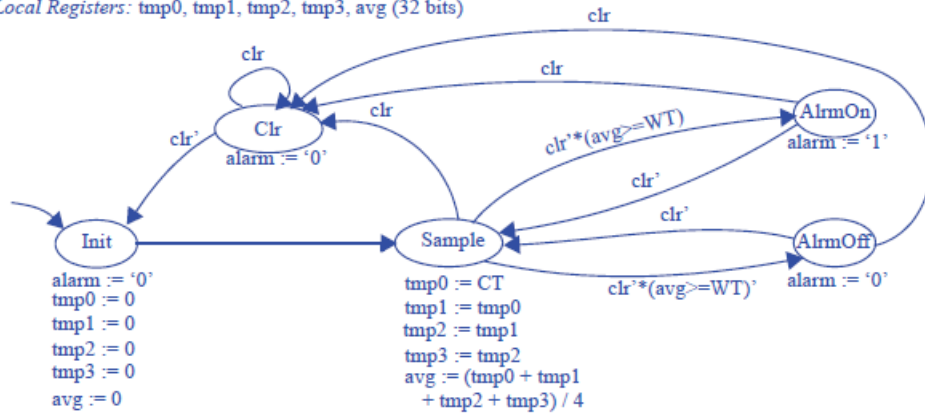 Local Registers: tmp0, tmp1, tmp2, tmp3, avg (32 bits)
clr
clr
clr
clr
Clr
clr'
alarm := ‘0’
AlrmOn
alarm := ‘1’
clr'*(avg>=WT)
clr'
clr'
Init
Sample
AlrmOff
alarm := ‘0’
clr'*(avg>=WT)'
alarm := ‘0’
tmp0 := 0
tmp1 := 0
tmp2 := 0
tmp3 := 0
avg := 0
tmp0 := CT
tmp1 := tmp0
tmp2 := tmp1
tmp3 := tmp2
avg := (tmp0 + tmp1
+ tmp2 + tmp3) / 4